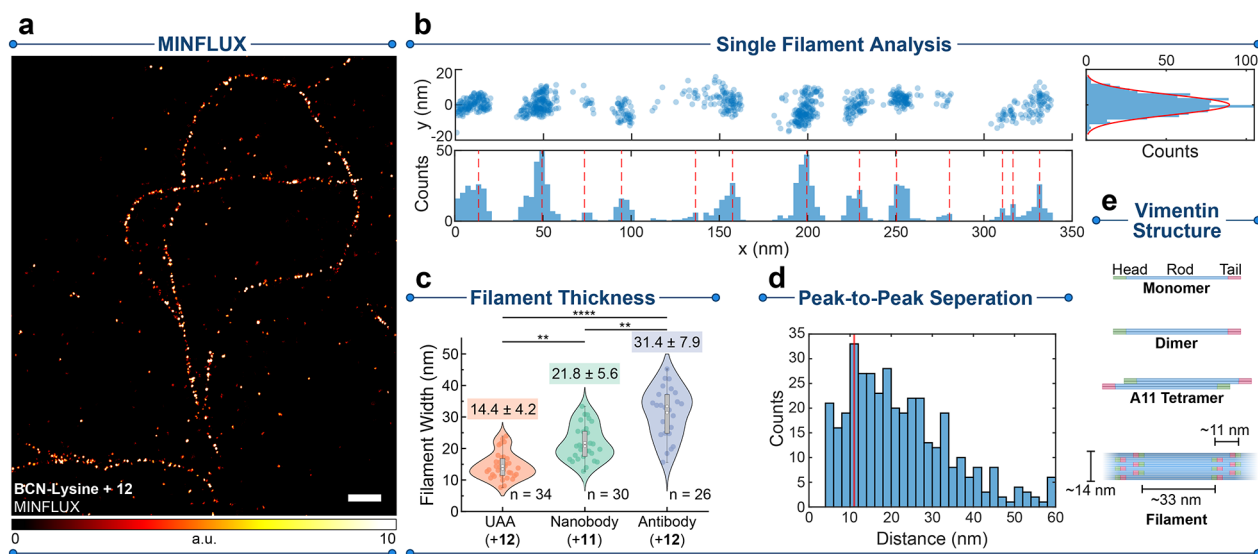 a
MINFLUX
BCN-Lysine + 12
MINFLUX
0 a.u. 10
b
Single Filament Analysis
y (nm)
20
0
-20
Counts
50
0
0 50 100 150 200 250 300 350
x (nm)
0 50 100
Counts
c
Filament Thickness
****
** **
31.4 ± 7.9
21.8 ± 5.6
14.4 ± 4.2
Filament Width (nm)
50
40
30
20
10
0
n = 34 n = 30 n = 26
UAA Nanobody Antibody
(+12) (+11) (+12)
d
Peak-to-Peak Seperation
Counts
35
30
25
20
15
10
5
0
0 10 20 30 40 50 60
Distance (nm)
e
Vimentin
Structure
Head Rod Tail
Monomer
Dimer
A11 Tetramer
~11 nm
~14 nm
~33 nm
Filament